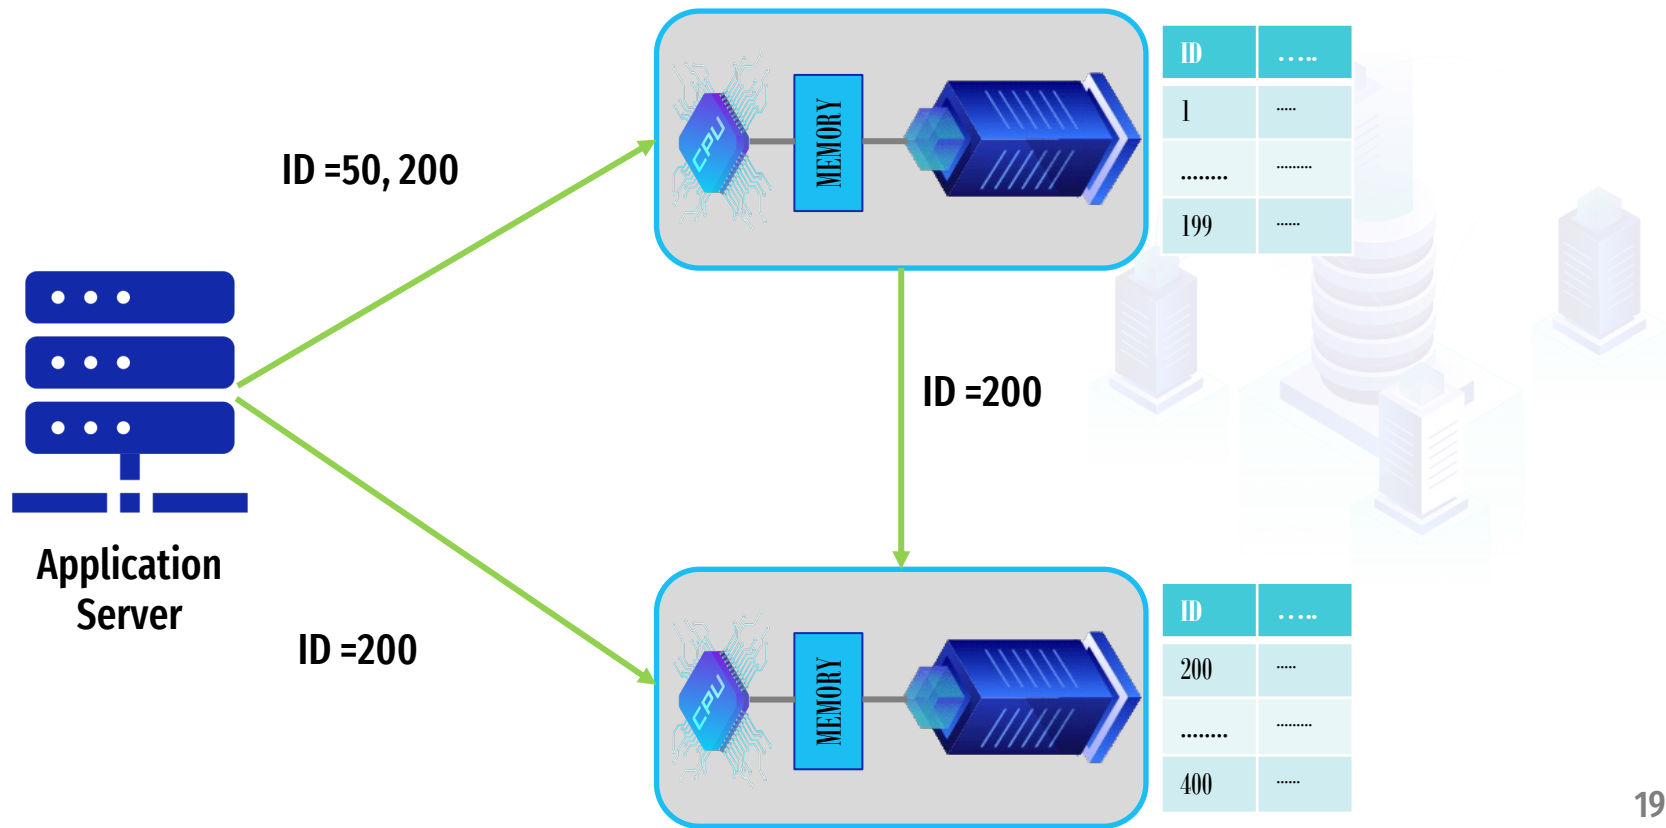 ID =50, 200
CPU
MEMORY
ID …..
1 .....
........ .........
199 ......
ID =200
Application
Server
ID =200
CPU
MEMORY
ID …..
200 .....
........ .........
400 ......
19